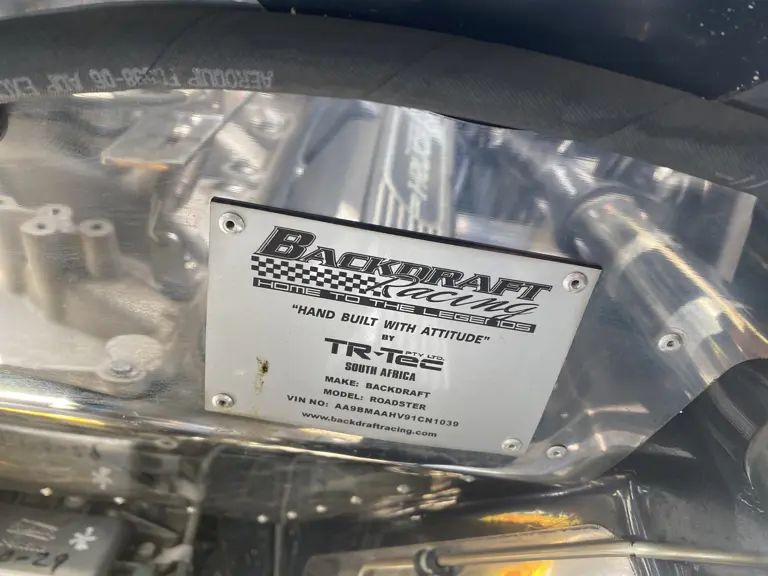 AEROQUIP
BACKDRAFT
Racing
HOME TO THE LEGENDS
"HAND BUILT WITH ATTITUDE"
BY
TR-Tec PTY LTD.
SOUTH AFRICA
MAKE: BACKDRAFT
MODEL: ROADSTER
VIN NO: AA9BMAAHV91CN1039
www.backdraftracing.com